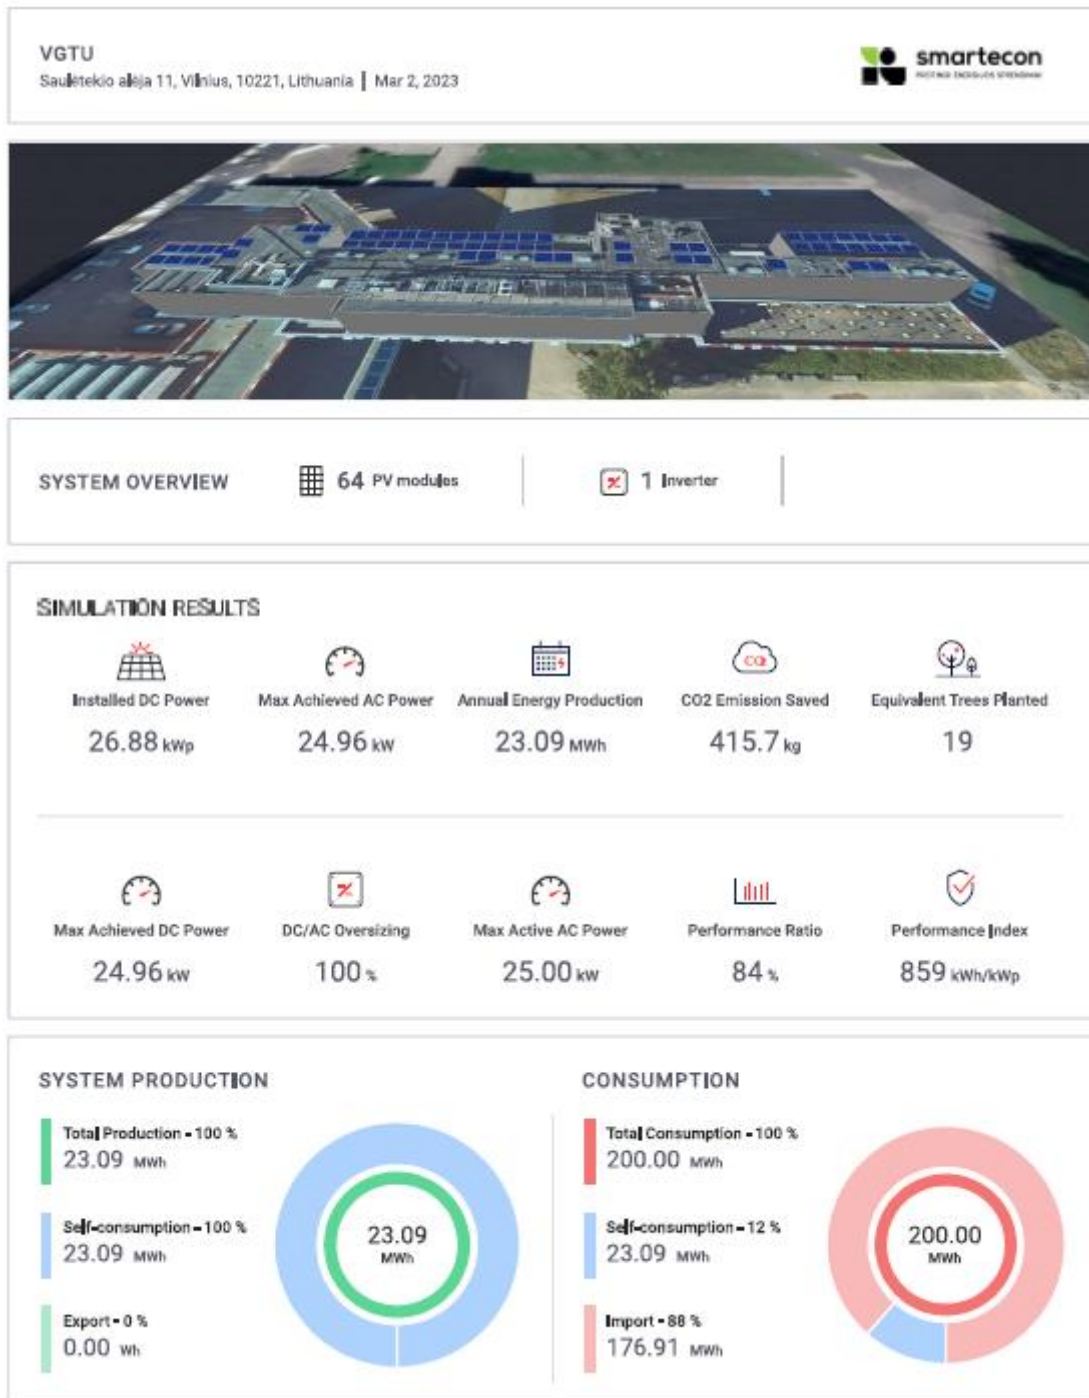 VGTU
Saulėtekio alėja 11, Vilnius, 10221, Lithuania | Mar 2, 2023
smartecon
SYSTEM OVERVIEW
64 PV modules
1 Inverter
SIMULATION RESULTS
Installed DC Power
Max Achieved AC Power
Annual Energy Production
CO2 Emission Saved
Equivalent Trees Planted
26.88 kWp
24.96 kW
23.09 MWh
415.7 kg
19
Max Achieved DC Power
DC/AC Oversizing
Max Active AC Power
Performance Ratio
Performance Index
24.96 kW
100 %
25.00 kW
84 %
859 kWh/kWp
SYSTEM PRODUCTION
Total Production - 100 %
23.09 MWh
Self-consumption - 100 %
23.09 MWh
Export - 0 %
0.00 Wh
23.09
MWh
CONSUMPTION
Total Consumption - 100 %
200.00 MWh
Self-consumption - 12 %
23.09 MWh
Import - 88 %
176.91 MWh
200.00
MWh